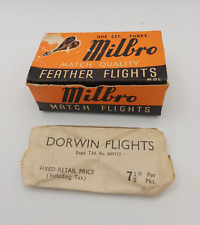 ONE SET. THREE.
Milbro
MATCH QUALITY
FEATHER FLIGHTS
Milbro
MATCH FLIGHTS
DORWIN FLIGHTS
FIXED RETAIL PRICE
(Including Tax)
7½D Per
Pkt.